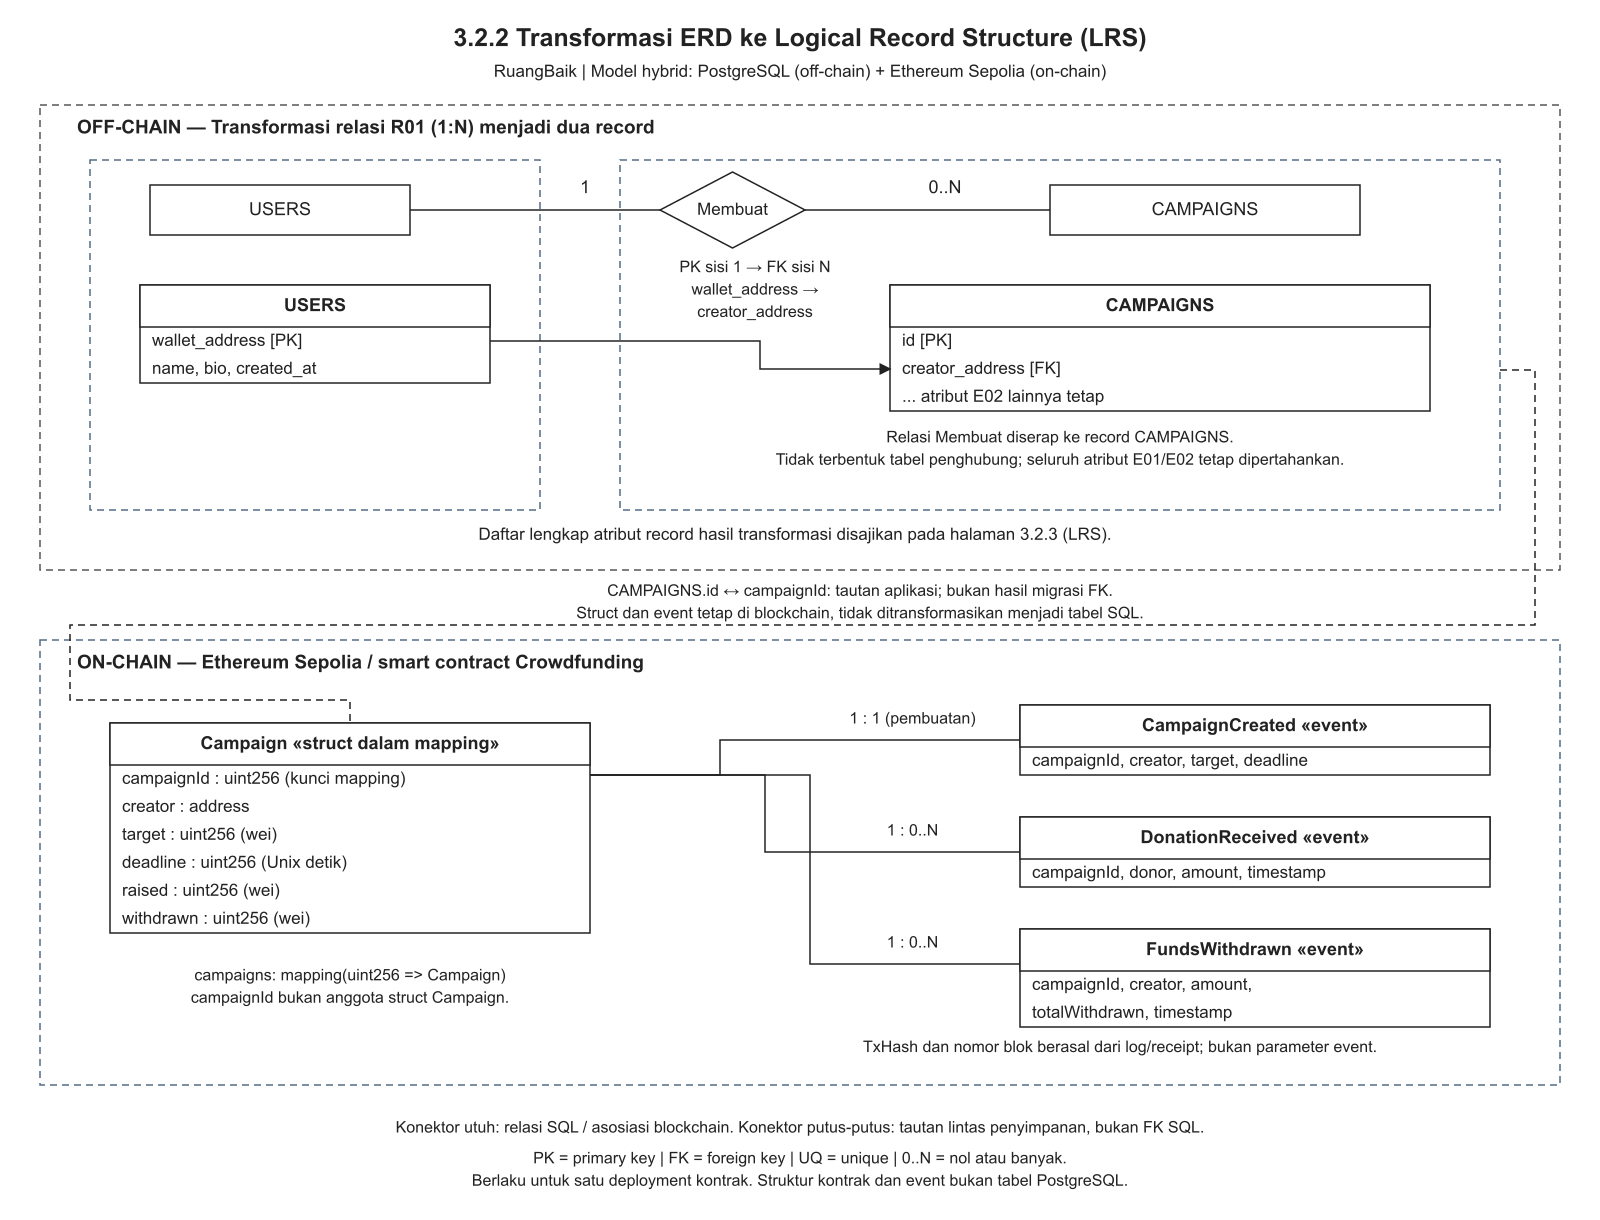 3.2.2 Transformasi ERD ke Logical Record Structure (LRS)
RuangBaik | Model hybrid: PostgreSQL (off-chain) + Ethereum Sepolia (on-chain)
OFF-CHAIN — Transformasi relasi R01 (1:N) menjadi dua record
USERS
1
Membuat
0..N
CAMPAIGNS
PK sisi 1 → FK sisi N
wallet_address →
creator_address
USERS
wallet_address [PK]
name, bio, created_at
CAMPAIGNS
id [PK]
creator_address [FK]
... atribut E02 lainnya tetap
Relasi Membuat diserap ke record CAMPAIGNS.
Tidak terbentuk tabel penghubung; seluruh atribut E01/E02 tetap dipertahankan.
Daftar lengkap atribut record hasil transformasi disajikan pada halaman 3.2.3 (LRS).
CAMPAIGNS.id ↔ campaignId: tautan aplikasi; bukan hasil migrasi FK.
Struct dan event tetap di blockchain, tidak ditransformasikan menjadi tabel SQL.
ON-CHAIN — Ethereum Sepolia / smart contract Crowdfunding
Campaign «struct dalam mapping»
campaignId : uint256 (kunci mapping)
creator : address
target : uint256 (wei)
deadline : uint256 (Unix detik)
raised : uint256 (wei)
withdrawn : uint256 (wei)
campaigns: mapping(uint256 => Campaign)
campaignId bukan anggota struct Campaign.
1 : 1 (pembuatan)
CampaignCreated «event»
campaignId, creator, target, deadline
1 : 0..N
DonationReceived «event»
campaignId, donor, amount, timestamp
1 : 0..N
FundsWithdrawn «event»
campaignId, creator, amount,
totalWithdrawn, timestamp
TxHash dan nomor blok berasal dari log/receipt; bukan parameter event.
Konektor utuh: relasi SQL / asosiasi blockchain. Konektor putus-putus: tautan lintas penyimpanan, bukan FK SQL.
PK = primary key | FK = foreign key | UQ = unique | 0..N = nol atau banyak.
Berlaku untuk satu deployment kontrak. Struktur kontrak dan event bukan tabel PostgreSQL.